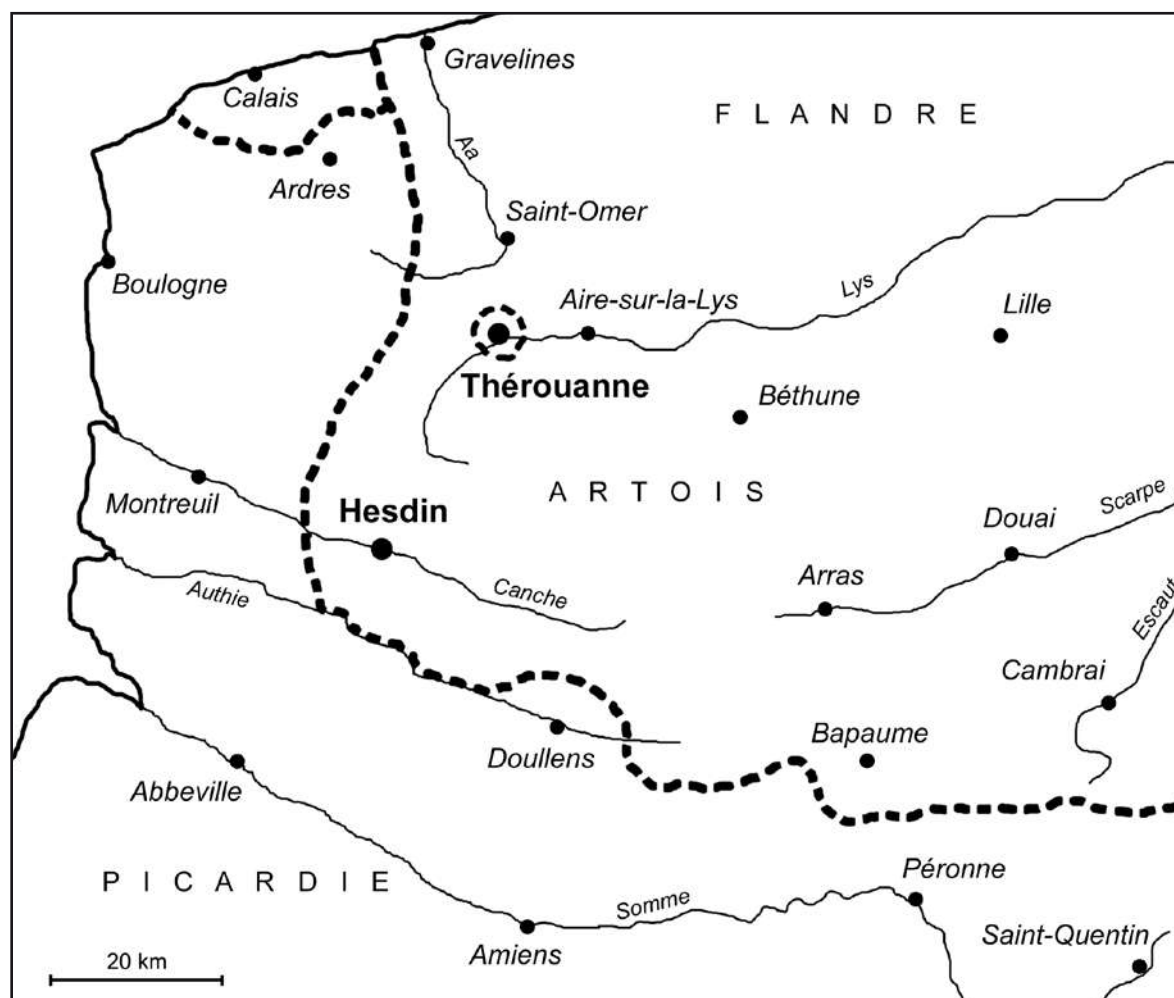 Gravelines
Calais
FLANDRE
Aa
Ardres
Saint-Omer
Boulogne
Aire-sur-la-Lys
Lys
Lille
Thérouanne
Béthune
Montreuil
ARTOIS
Hesdin
Scarpe
Douai
Arras
Authie
Canche
Escaut
Cambrai
Bapaume
Doullens
Abbeville
PICARDIE
Péronne
Somme
Saint-Quentin
Amiens
20 km